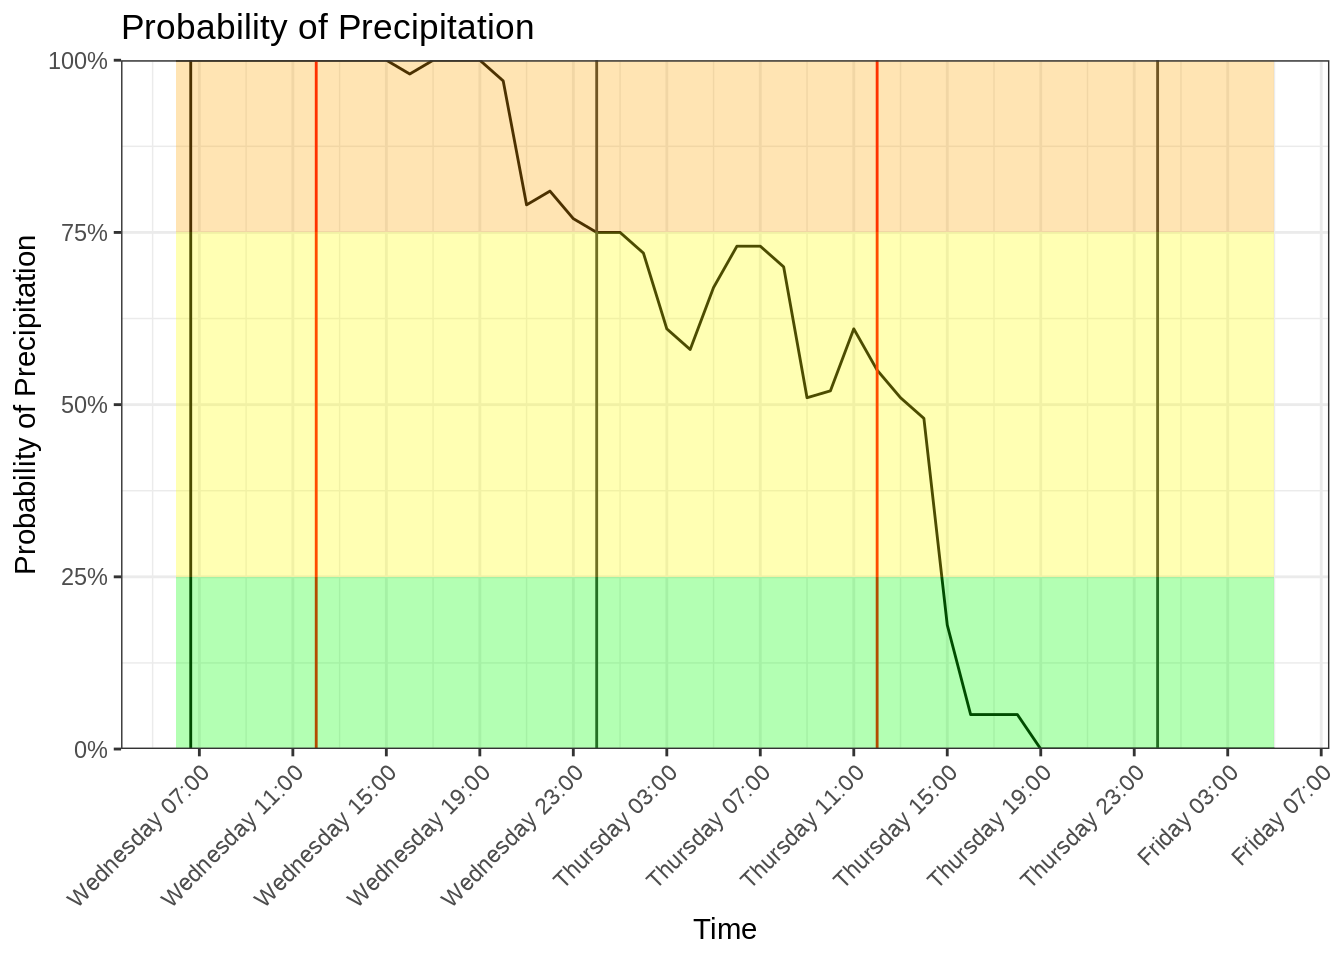 Probability of Precipitation
Probability of Precipitation
100%
75%
50%
25%
0%
Wednesday 07:00
Wednesday 11:00
Wednesday 15:00
Wednesday 19:00
Wednesday 23:00
Thursday 03:00
Thursday 07:00
Thursday 11:00
Thursday 15:00
Thursday 19:00
Thursday 23:00
Friday 03:00
Friday 07:00
Time